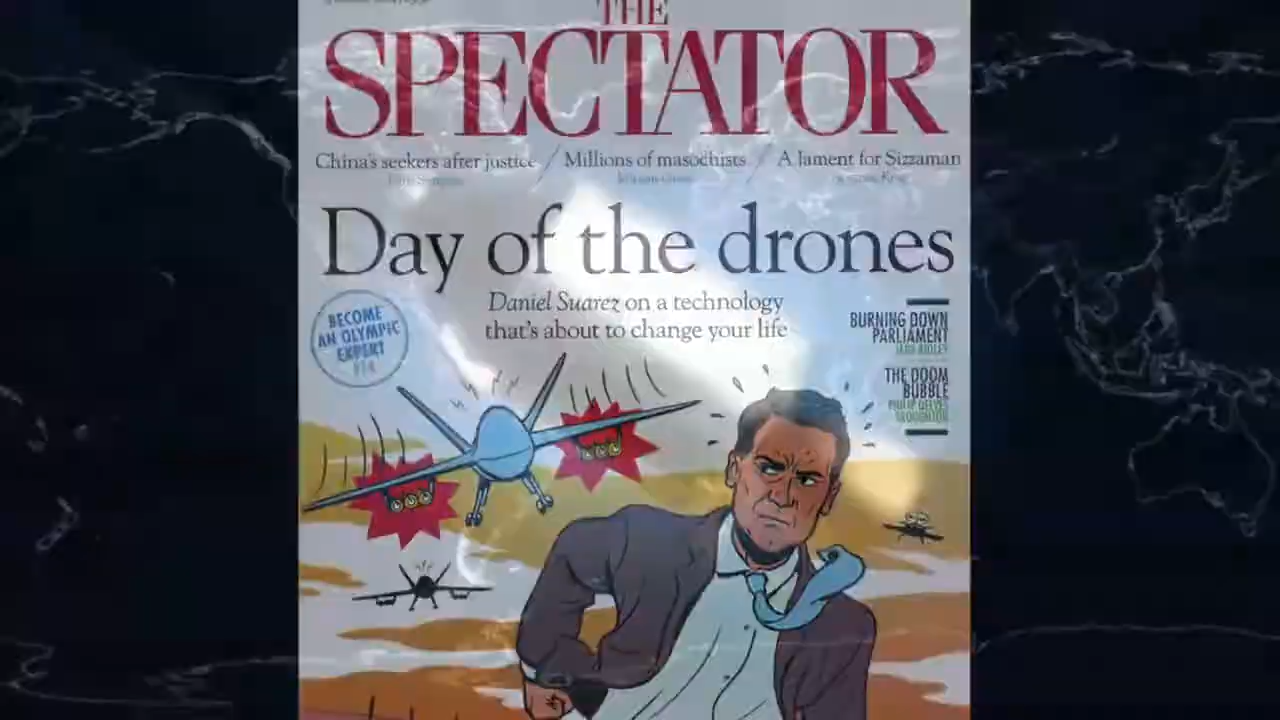 THE
SPECTATOR
China's seekers after justice / Millions of masochists / A lament for Sizzaman
Day of the drones
Daniel Suarez on a technology
that's about to change your life
BECOME
AN OLYMPIC
EXPERT
BURNING DOWN
PARLIAMENT
THE DOOM
BUBBLE